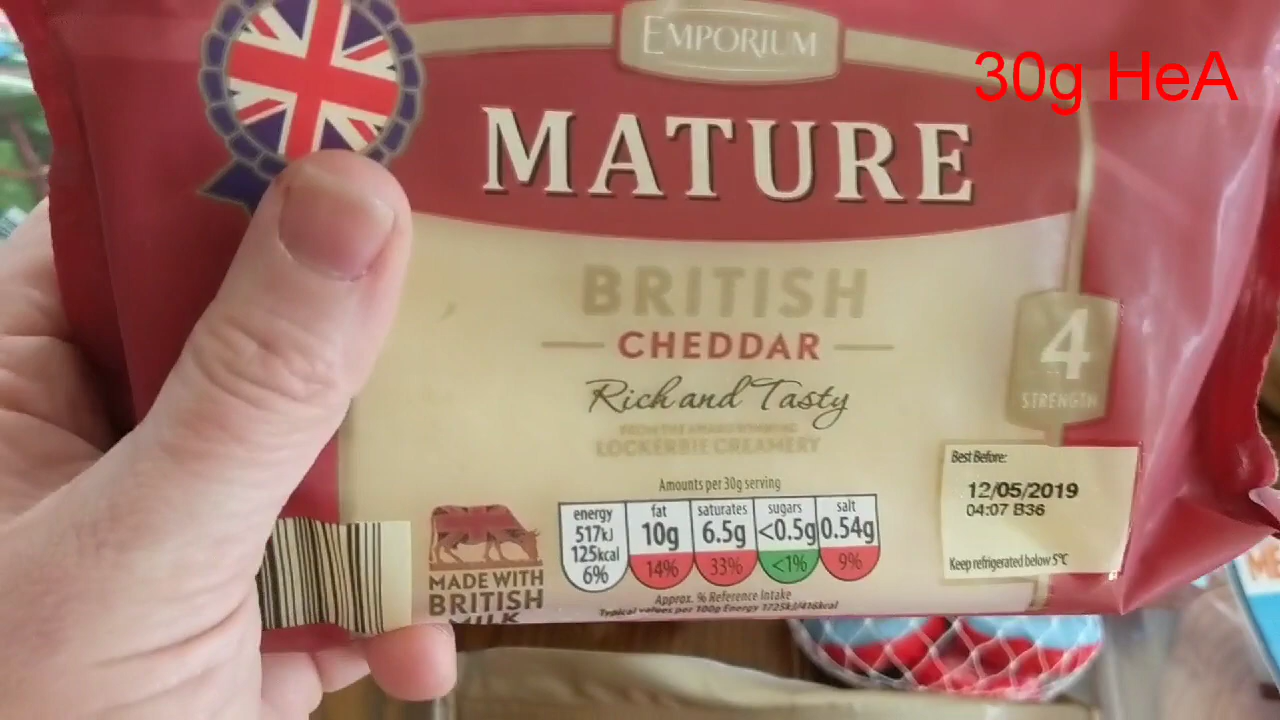 EMPORIUM
30g HeA
MATURE
BRITISH
CHEDDAR
Rich and Tasty
FROM THE AWARD WINNING
LOCKERBIE CREAMERY
4
STRENGTH
Best Before:
12/05/2019
04:07 B36
Keep refrigerated below 5°C
Amounts per 30g serving
energy
517kJ
125kcal
6%
fat
10g
14%
saturates
6.5g
33%
sugars
<0.5g
<1%
salt
0.54g
9%
Approx. % Reference Intake
Typical values per 100g Energy 1725kJ/416kcal
MADE WITH
BRITISH
MILK